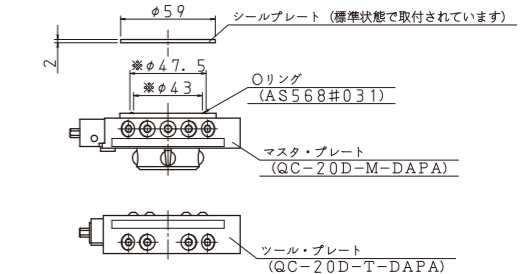 φ59
シールプレート (標準状態で取付されています)
2
※φ47.5
※φ43
Oリング
(AS568#031)
マスタ・プレート
(QC-20D-M-DAPA)
ツール・プレート
(QC-20D-T-DAPA)